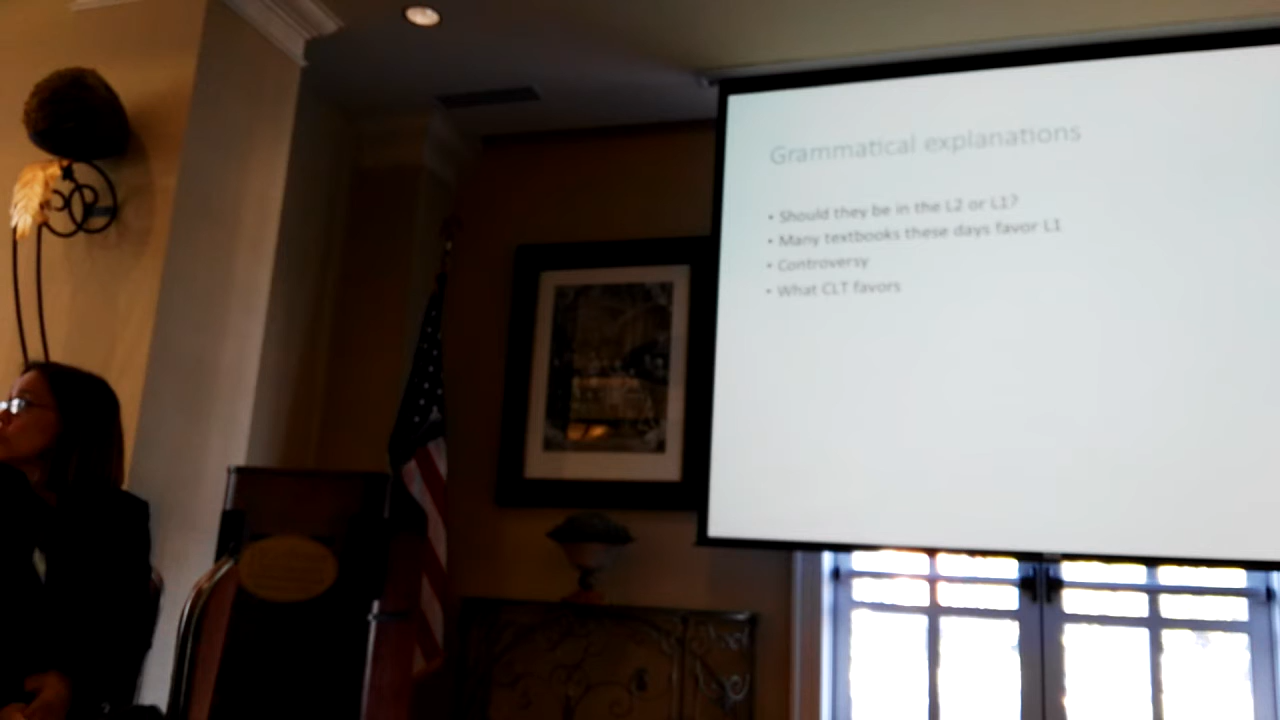 Grammatical explanations
• Should they be in the L2 or L1?
• Many textbooks these days favor L1
• Controversy
• What CLT favors